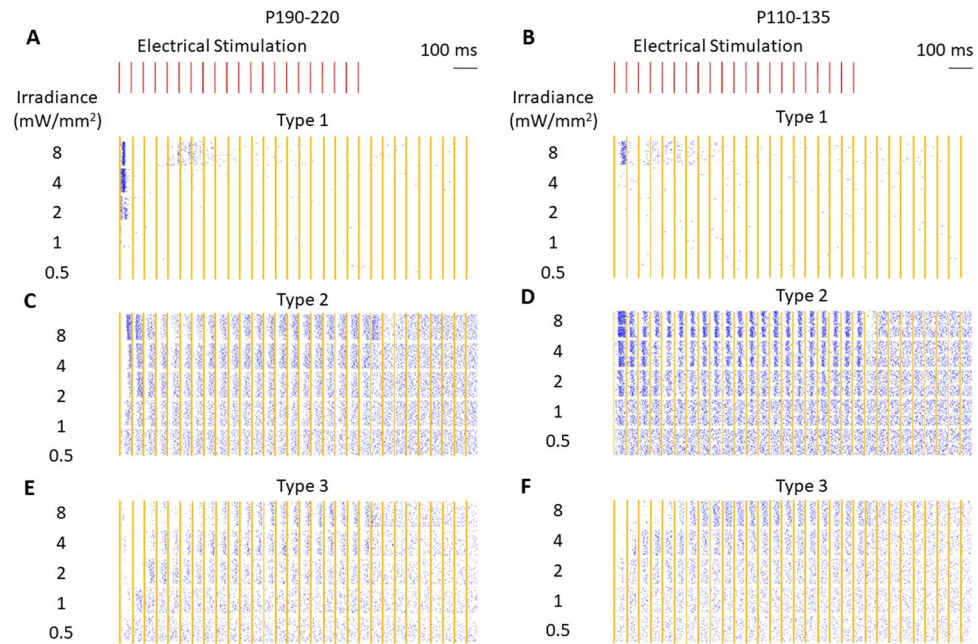 P190-220
A
Electrical Stimulation
100 ms
Irradiance
(mW/mm²)
Type 1
8
4
2
1
0.5
C
Type 2
8
4
2
1
0.5
E
Type 3
8
4
2
1
0.5
P110-135
B
Electrical Stimulation
100 ms
Irradiance
(mW/mm²)
Type 1
8
4
2
1
0.5
D
Type 2
8
4
2
1
0.5
F
Type 3
8
4
2
1
0.5